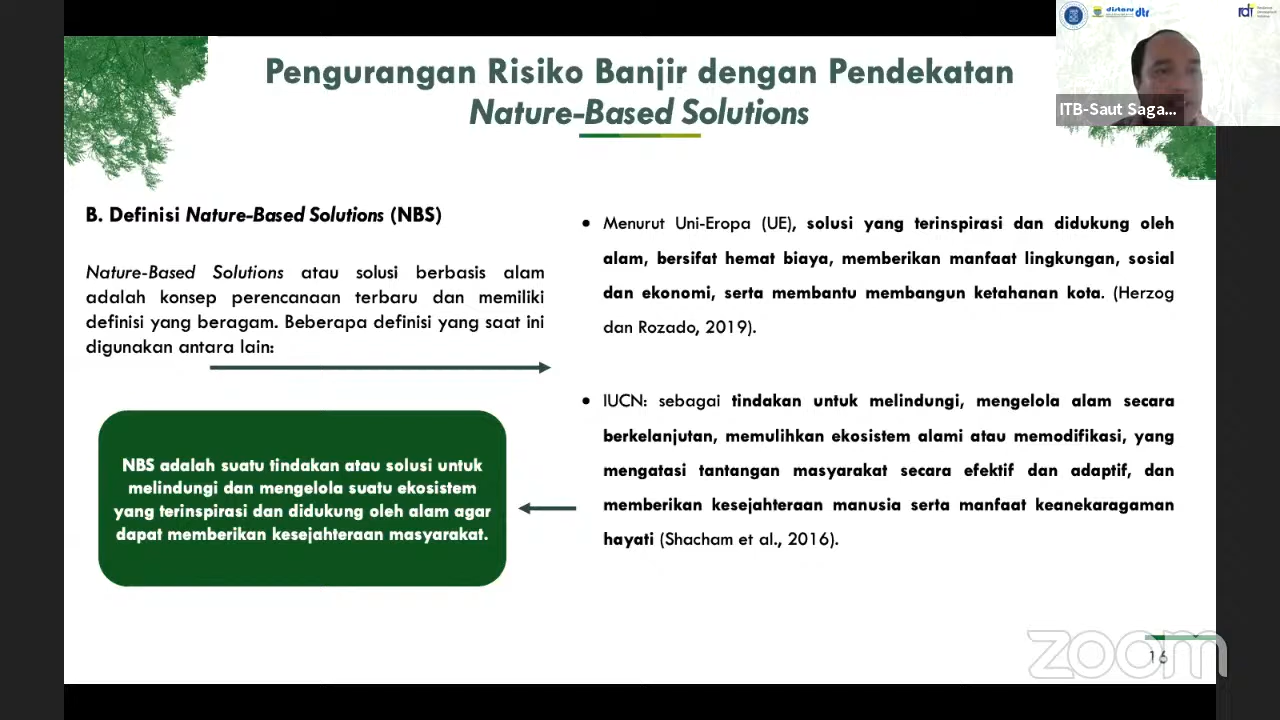 Pengurangan Risiko Banjir dengan Pendekatan
Nature-Based Solutions
distaru dtr
rdi
ITB-Saut Saga...
B. Definisi Nature-Based Solutions (NBS)
Nature-Based Solutions atau solusi berbasis alam
adalah konsep perencanaan terbaru dan memiliki
definisi yang beragam. Beberapa definisi yang saat ini
digunakan antara lain:
NBS adalah suatu tindakan atau solusi untuk
melindungi dan mengelola suatu ekosistem
yang terinspirasi dan didukung oleh alam agar
dapat memberikan kesejahteraan masyarakat.
• Menurut Uni-Eropa (UE), solusi yang terinspirasi dan didukung oleh
alam, bersifat hemat biaya, memberikan manfaat lingkungan, sosial
dan ekonomi, serta membantu membangun ketahanan kota. (Herzog
dan Rozado, 2019).
• IUCN: sebagai tindakan untuk melindungi, mengelola alam secara
berkelanjutan, memulihkan ekosistem alami atau memodifikasi, yang
mengatasi tantangan masyarakat secara efektif dan adaptif, dan
memberikan kesejahteraan manusia serta manfaat keanekaragaman
hayati (Shacham et al., 2016).
zoom
16